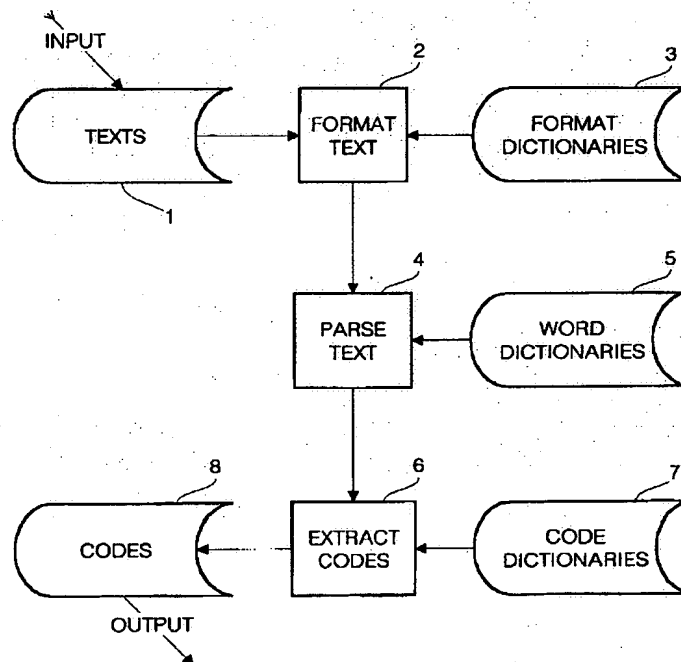 INPUT
2
3
TEXTS
FORMAT
TEXT
FORMAT
DICTIONARIES
1
4
5
PARSE
TEXT
WORD
DICTIONARIES
8
6
7
CODES
EXTRACT
CODES
CODE
DICTIONARIES
OUTPUT